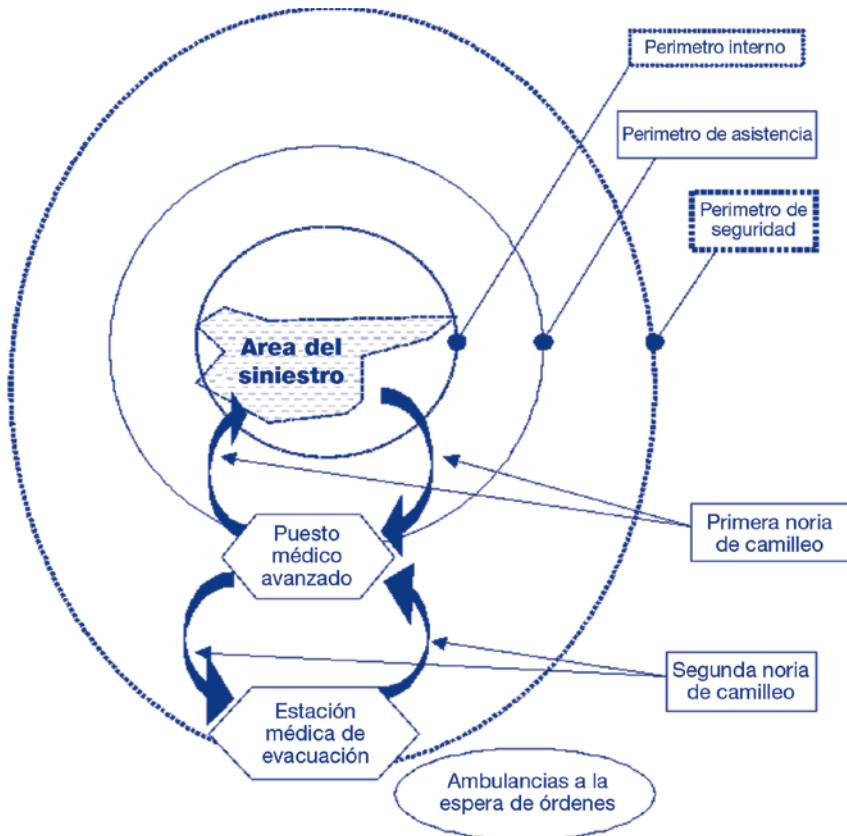 Perimetro interno
Perimetro de asistencia
Perimetro de
seguridad
Area del
siniestro
Puesto
médico
avanzado
Primera noria
de camilleo
Segunda noria
de camilleo
Estación
médica de
evacuación
Ambulancias a la
espera de órdenes